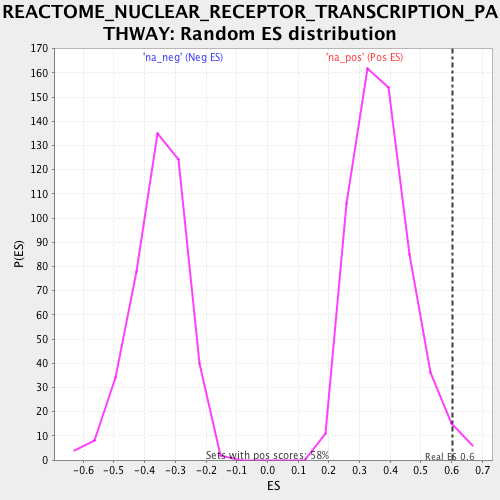 REACTOME_NUCLEAR_RECEPTOR_TRANSCRIPTION_PA
THWAY: Random ES distribution
'na_neg' (Neg ES) 'na_pos' (Pos ES)
170
160
150
140
130
120
110
100
90
80
70
60
50
40
30
20
10
0
P(ES)
Sets with pos scores: 58%
Real ES 0.6
-0.6 -0.5 -0.4 -0.3 -0.2 -0.1 0.0 0.1 0.2 0.3 0.4 0.5 0.6 0.7
ES